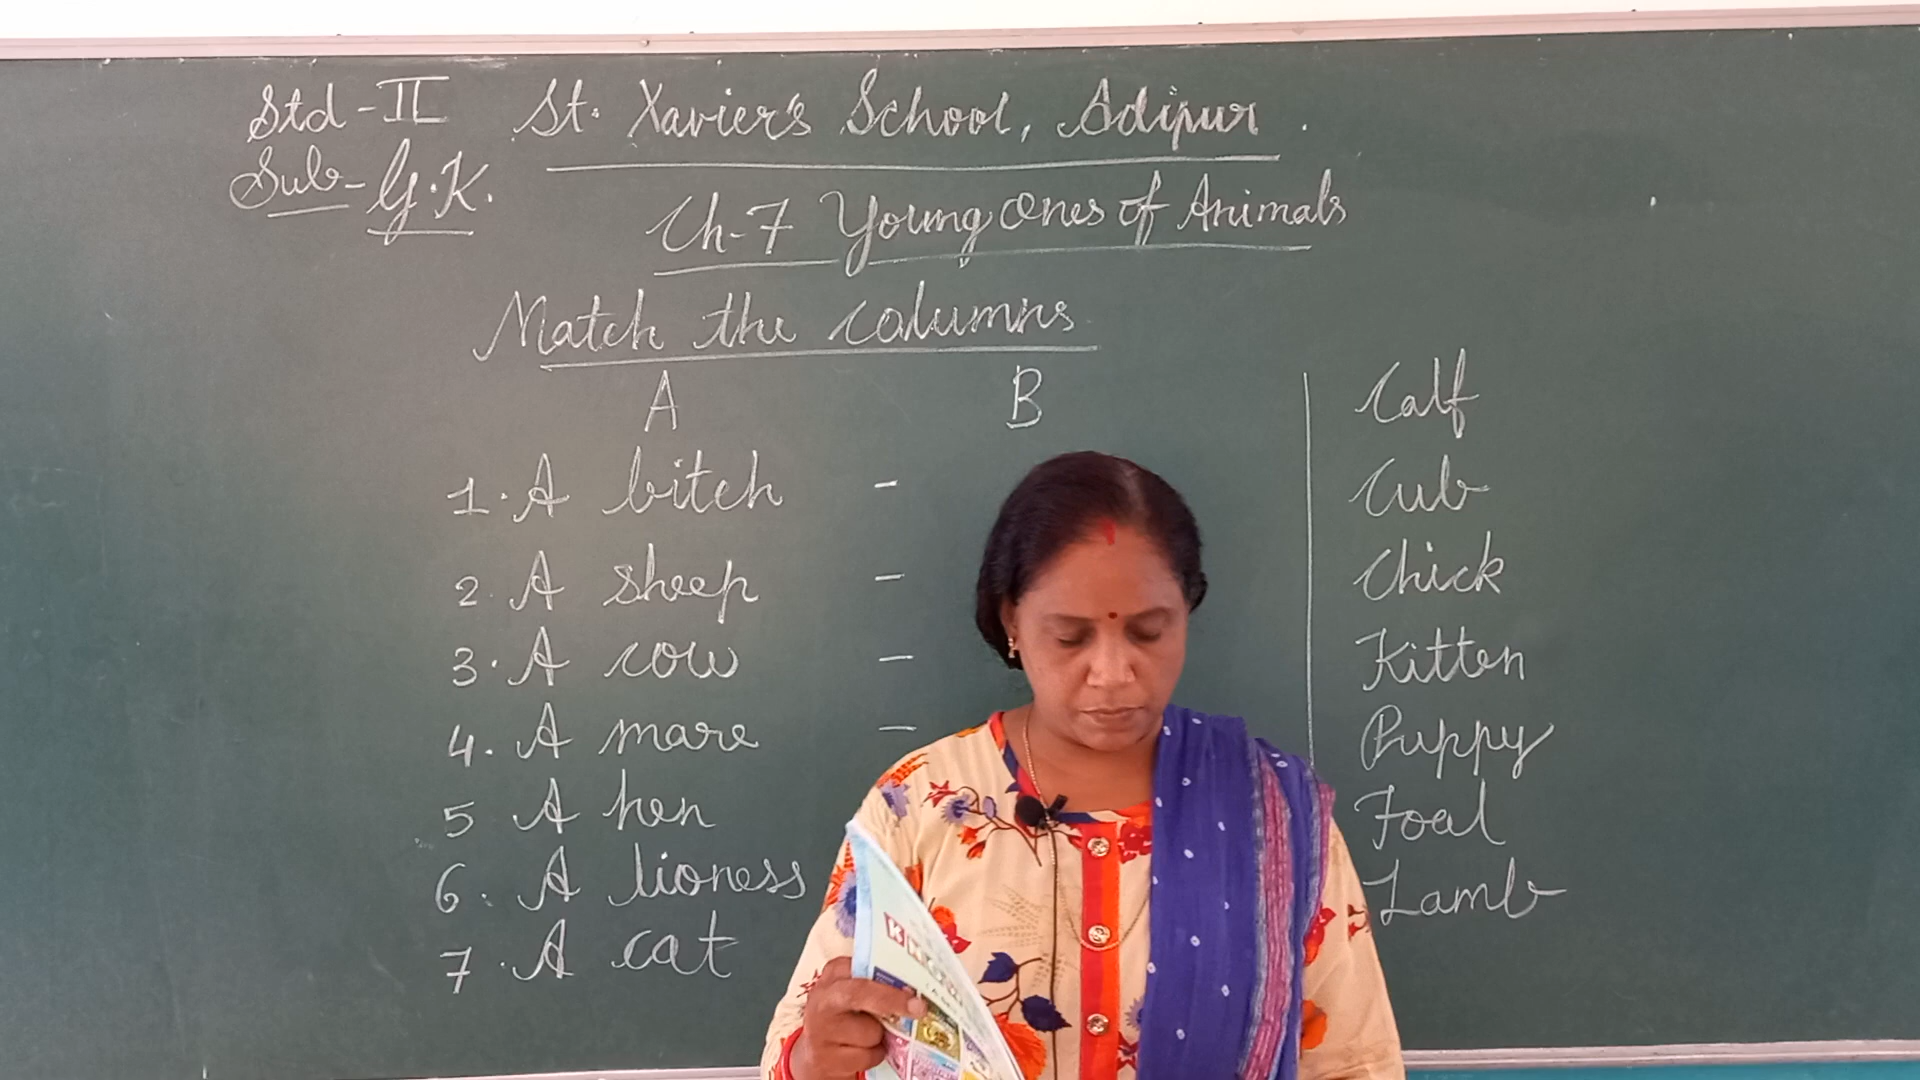 Std - II St. Xavier's School, Adipur.
Sub - G.K.
Ch-7 Young Ones of Animals
Match the columns
A B
1. A bitch -
2. A sheep -
3. A cow -
4. A mare -
5 A hen
6. A lioness
7. A cat
Calf
Cub
Chick
Kitten
Puppy
Foal
Lamb